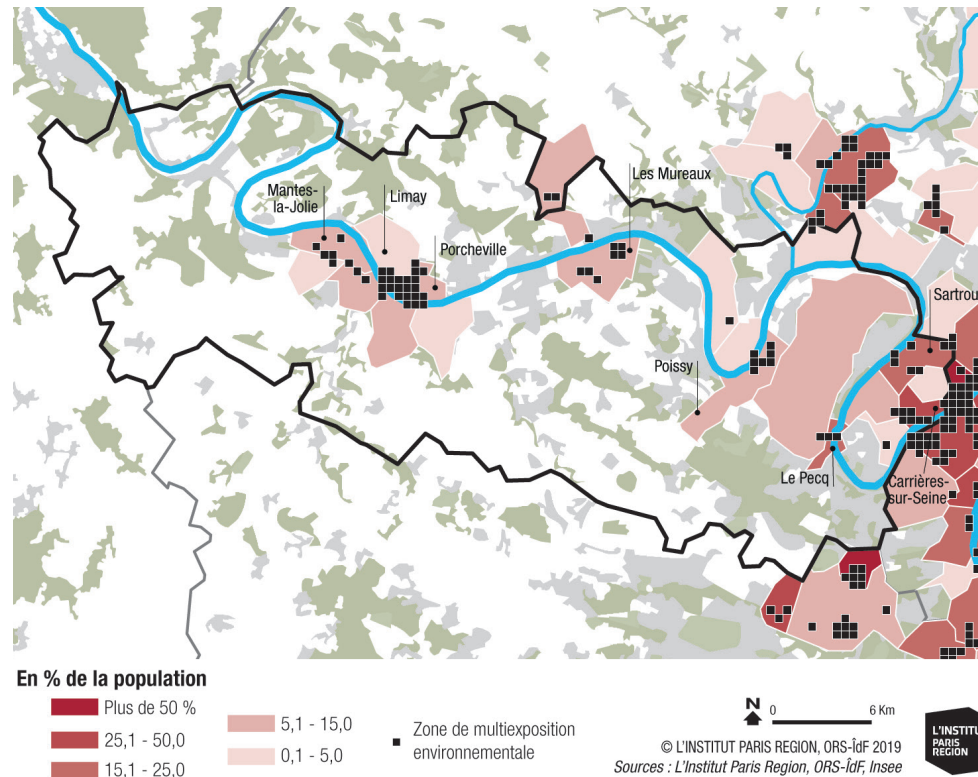 Mantes-
la-Jolie
Limay
Porcheville
Les Mureaux
Sartrou
Poissy
Le Pecq
Carrières-
sur-Seine
En % de la population
Plus de 50 %
25,1 - 50,0
15,1 - 25,0
5,1 - 15,0
0,1 - 5,0
Zone de multiexposition
environnementale
N
0 6 Km
© L'INSTITUT PARIS REGION, ORS-ÎdF 2019
Sources : L'Institut Paris Region, ORS-ÎdF, Insee
L'INSTITUT
PARIS
REGION